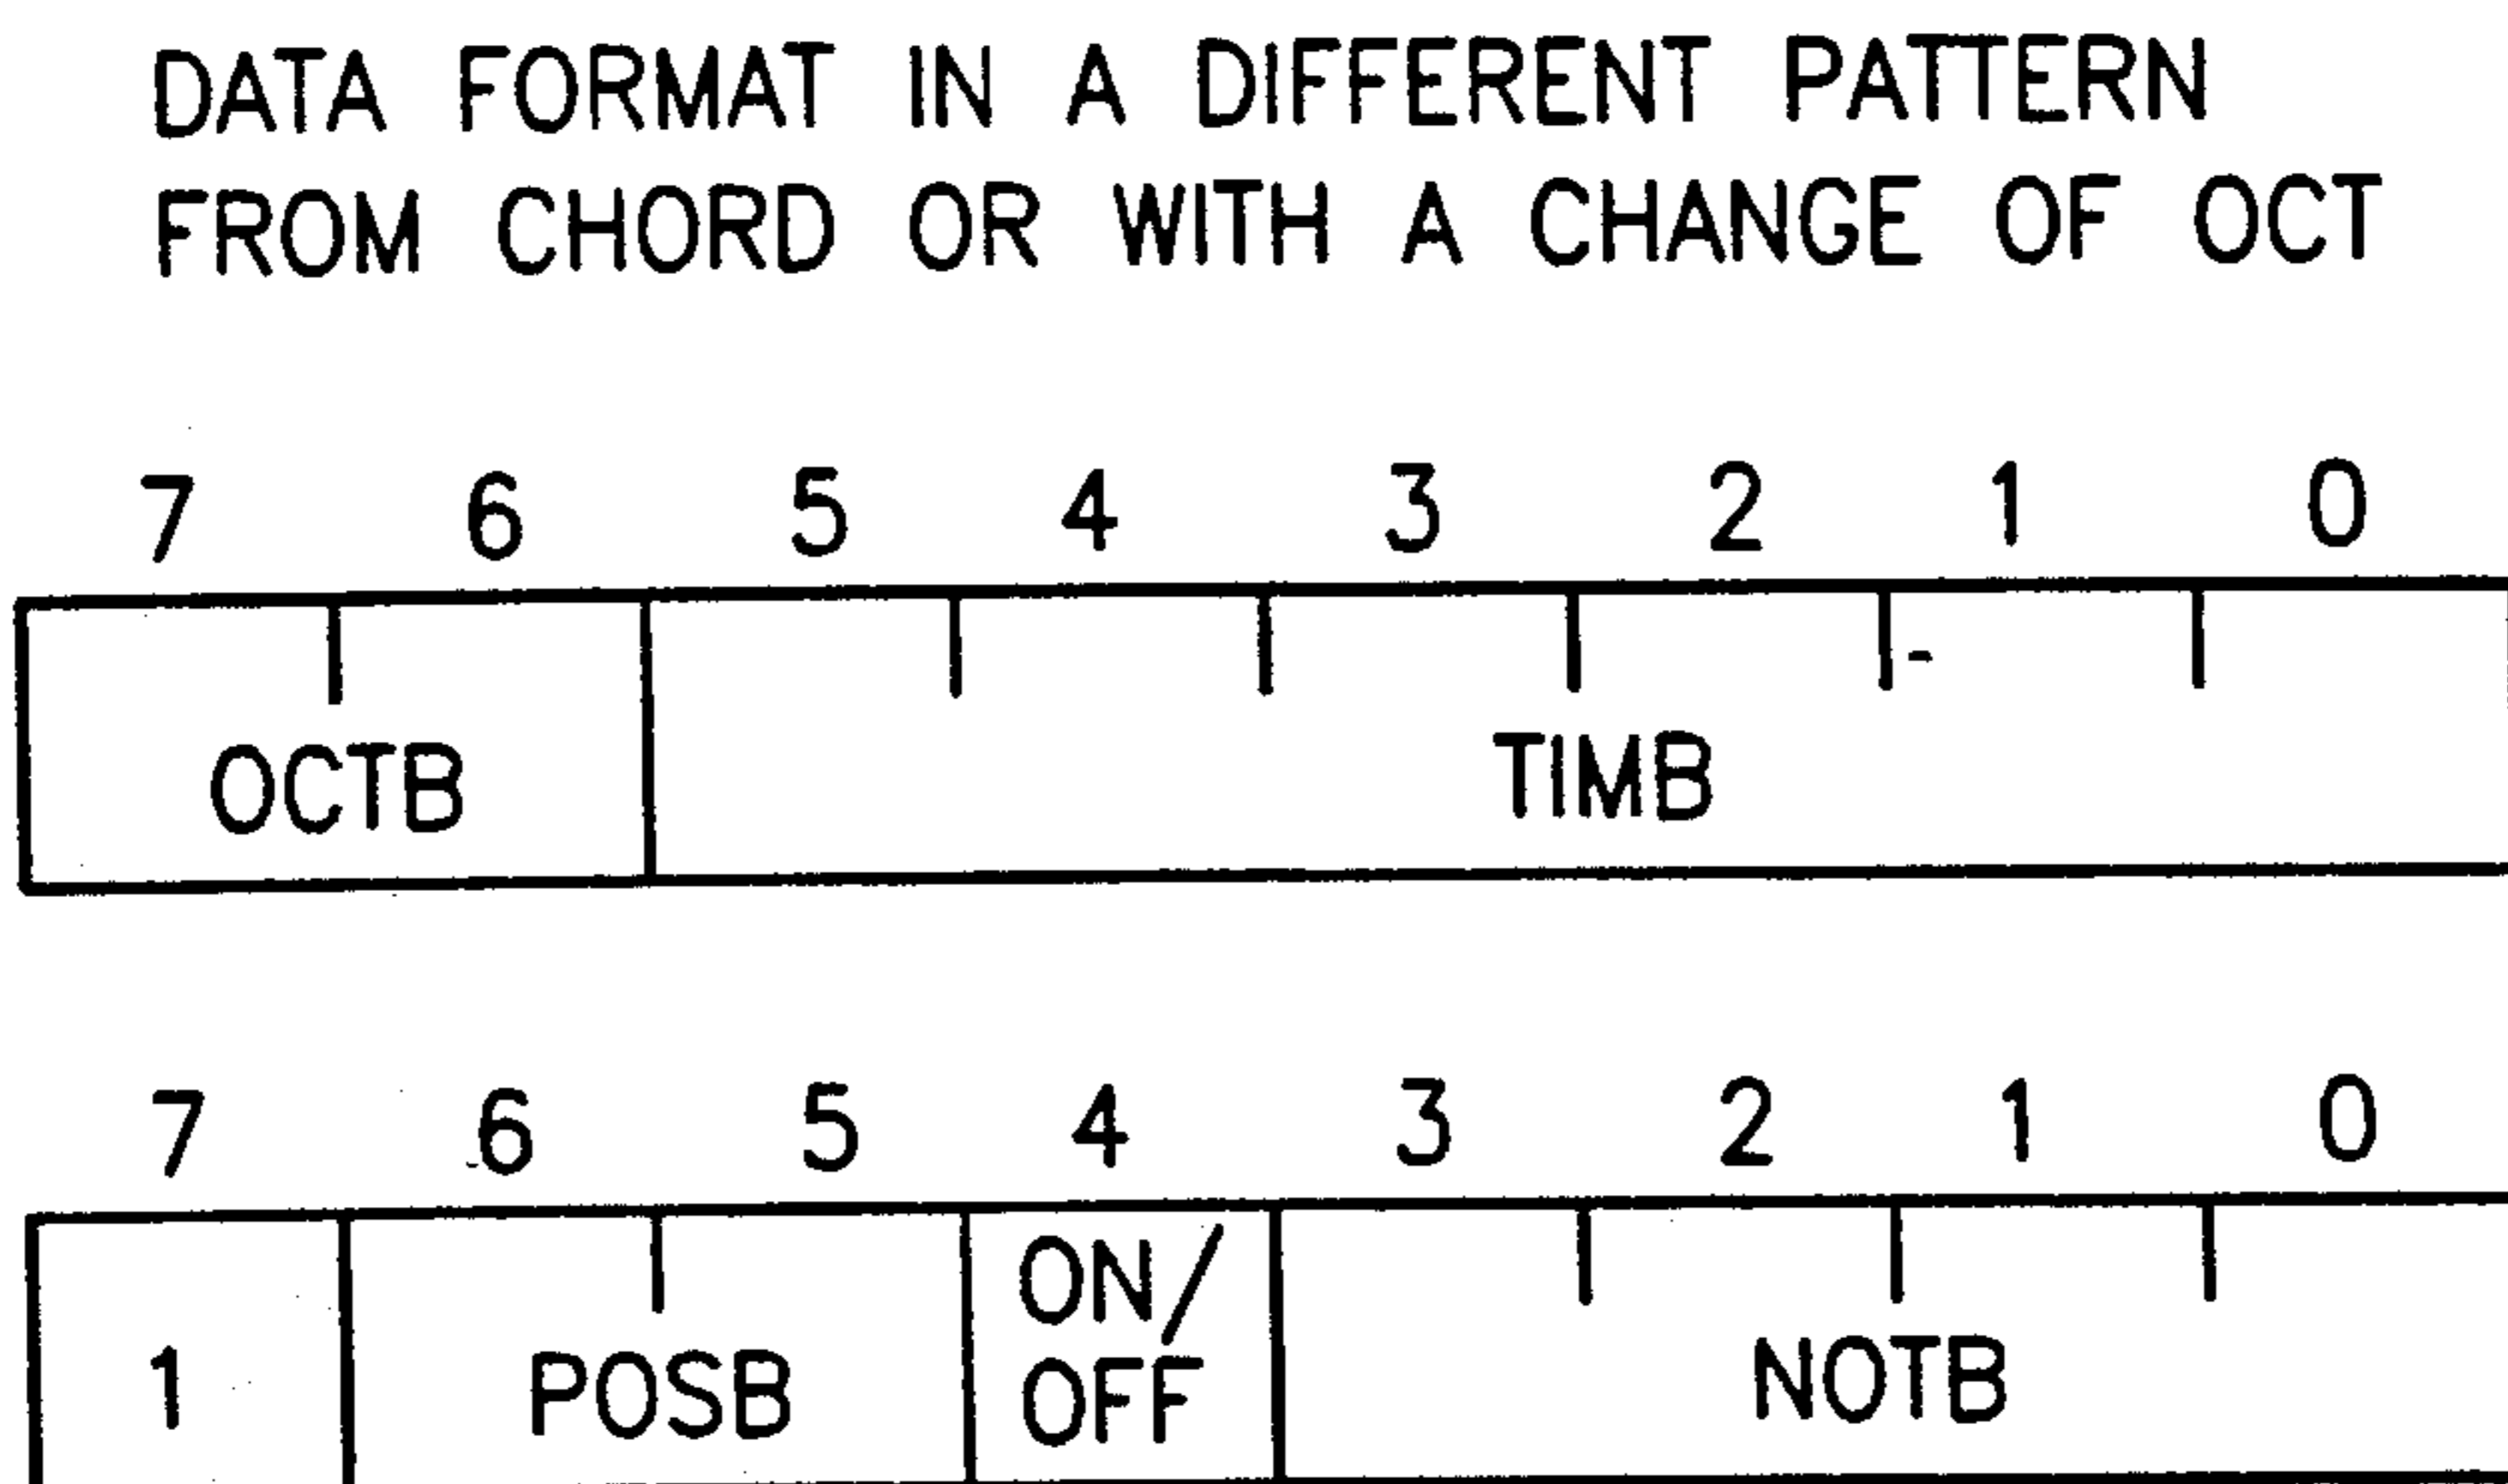 DATA FORMAT IN A DIFFERENT PATTERN
FROM CHORD OR WITH A CHANGE OF OCT
7 6 5 4 3 2 1 0
OCTB TIMB
7 6 5 4 3 2 1 0
1 POSB ON/ OFF NOTB